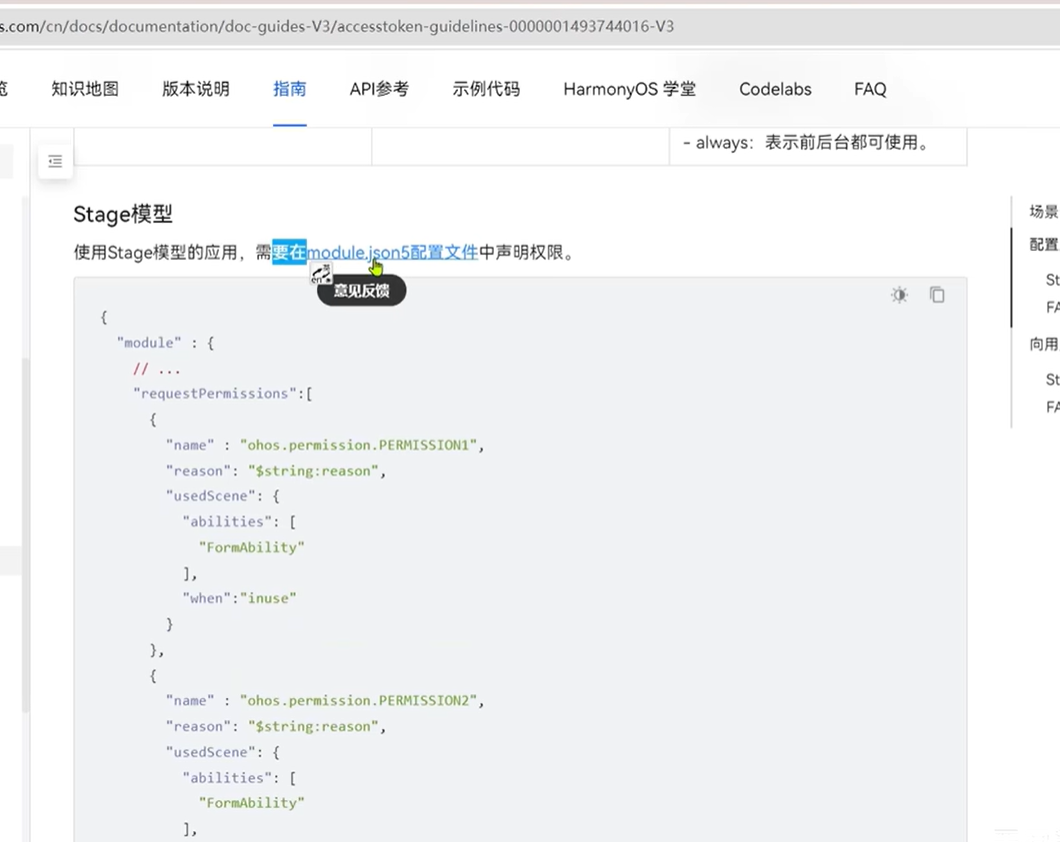 s.com/cn/docs/documentation/doc-guides-V3/accesstoken-guidelines-0000001493744016-V3
知识地图 版本说明 指南 API参考 示例代码 HarmonyOS 学堂 Codelabs FAQ
- always：表示前后台都可使用。
Stage模型
使用Stage模型的应用，需要在module.json5配置文件中声明权限。
意见反馈
{
"module" : {
// ...
"requestPermissions":[
{
"name" : "ohos.permission.PERMISSION1",
"reason": "$string:reason",
"usedScene": {
"abilities": [
"FormAbility"
],
"when":"inuse"
}
},
{
"name" : "ohos.permission.PERMISSION2",
"reason": "$string:reason",
"usedScene": {
"abilities": [
"FormAbility"
],
场景
配置
St
FA
向用
St
FA